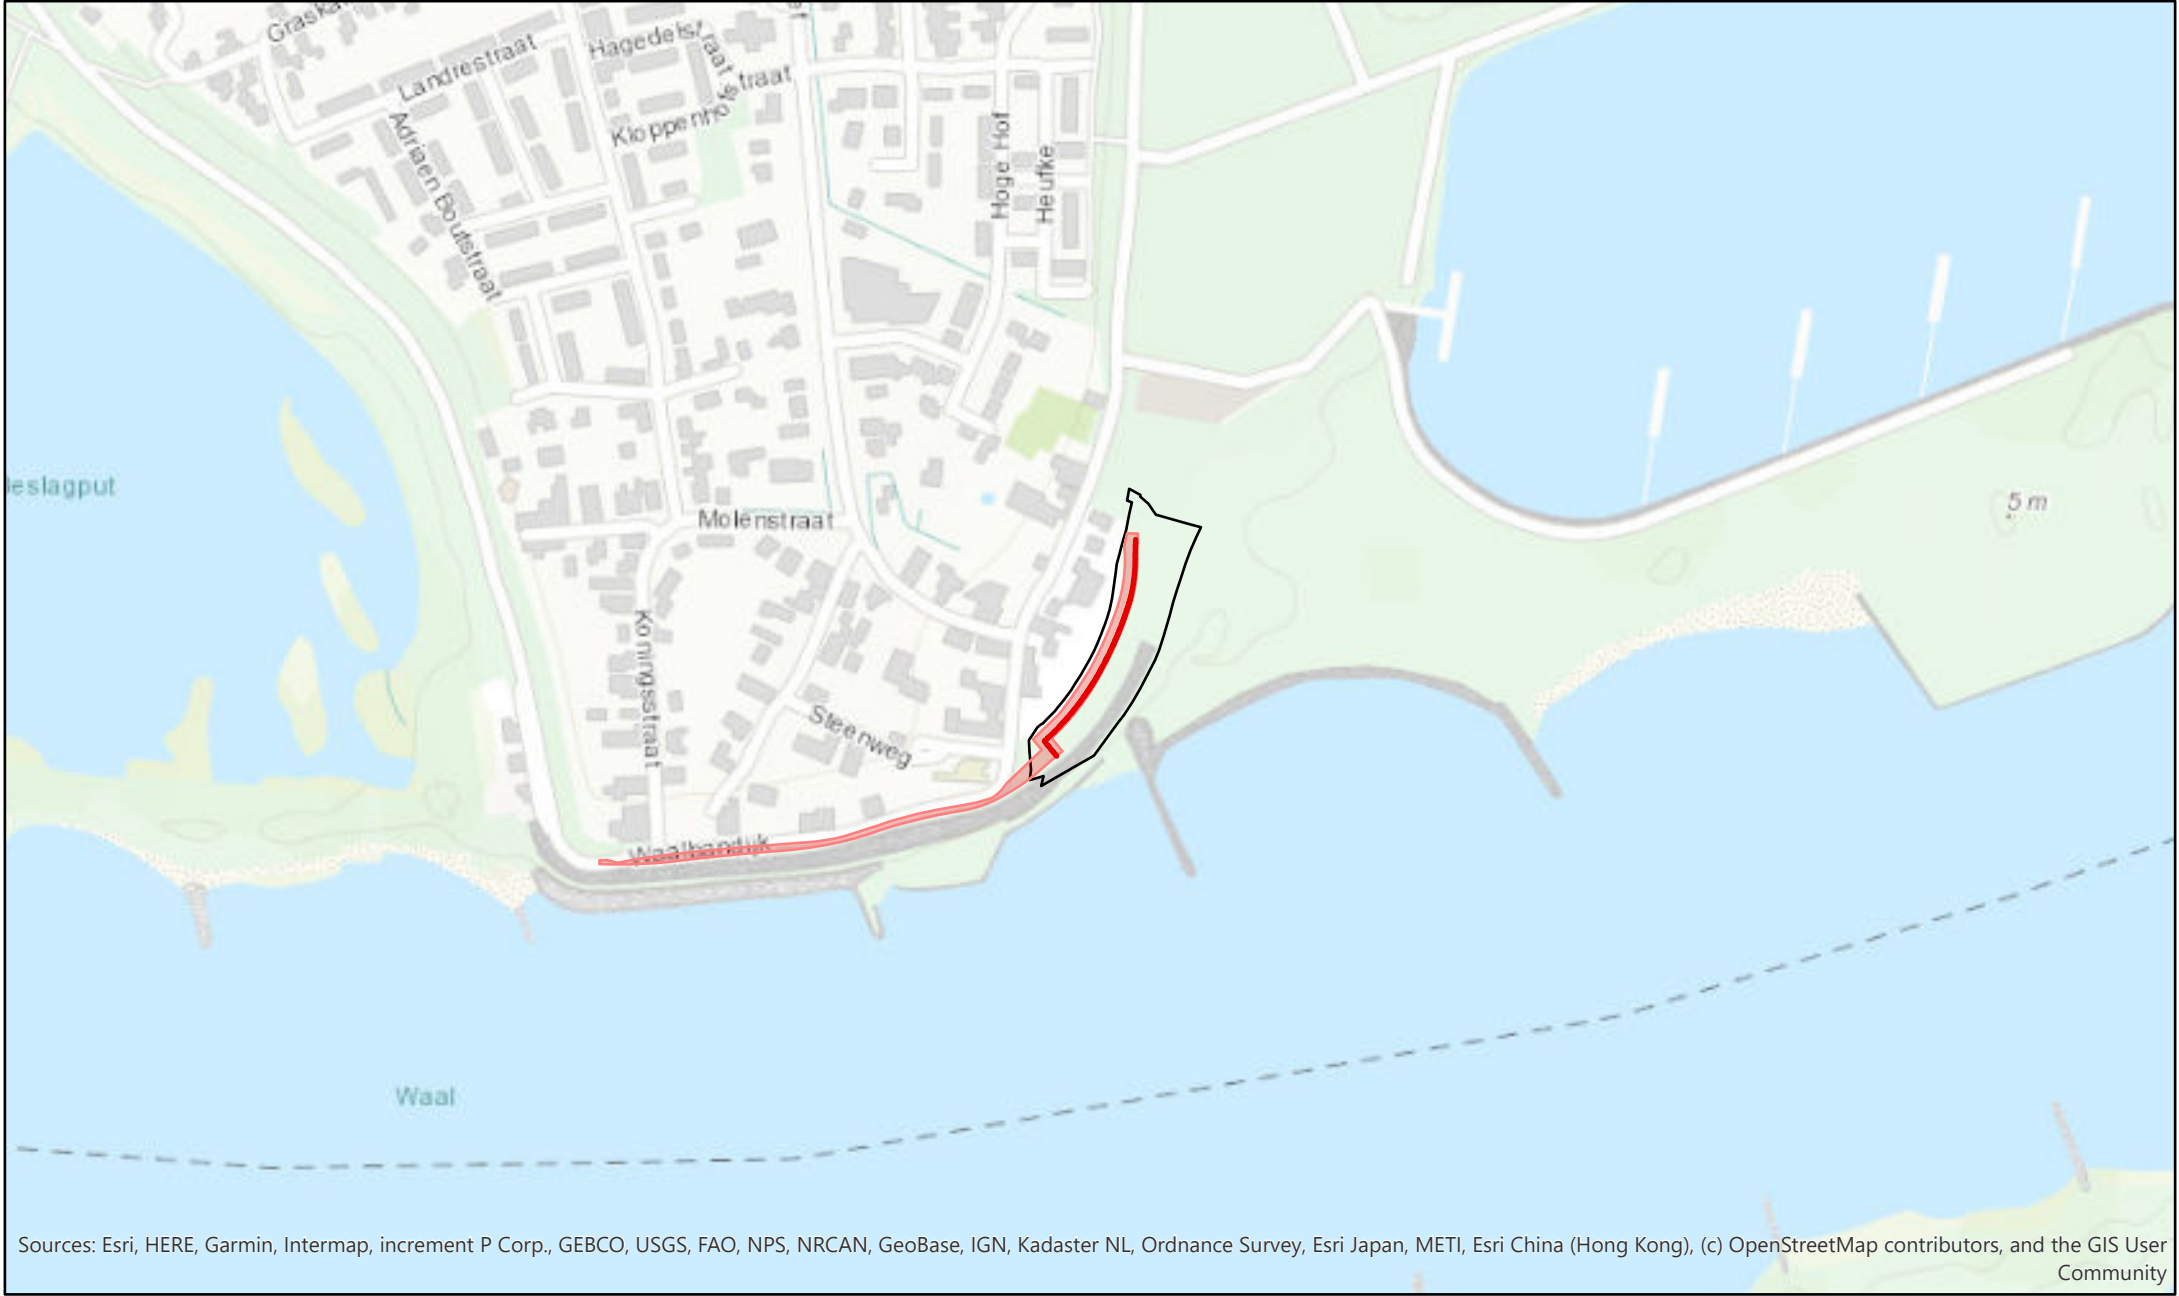 Landrestraat
Hagedelstraat
Kloppenhofstraat
Adriaen Boutstraat
Hoge Hof
Heufke
Molenstraat
5 m
Koningsstraat
Steenweg
Waalbandijk
Waal
Sources: Esri, HERE, Garmin, Intermap, increment P Corp., GEBCO, USGS, FAO, NPS, NRCAN, GeoBase, IGN, Kadaster NL, Ordnance Survey, Esri Japan, METI, Esri China (Hong Kong), (c) OpenStreetMap contributors, and the GIS User
Community